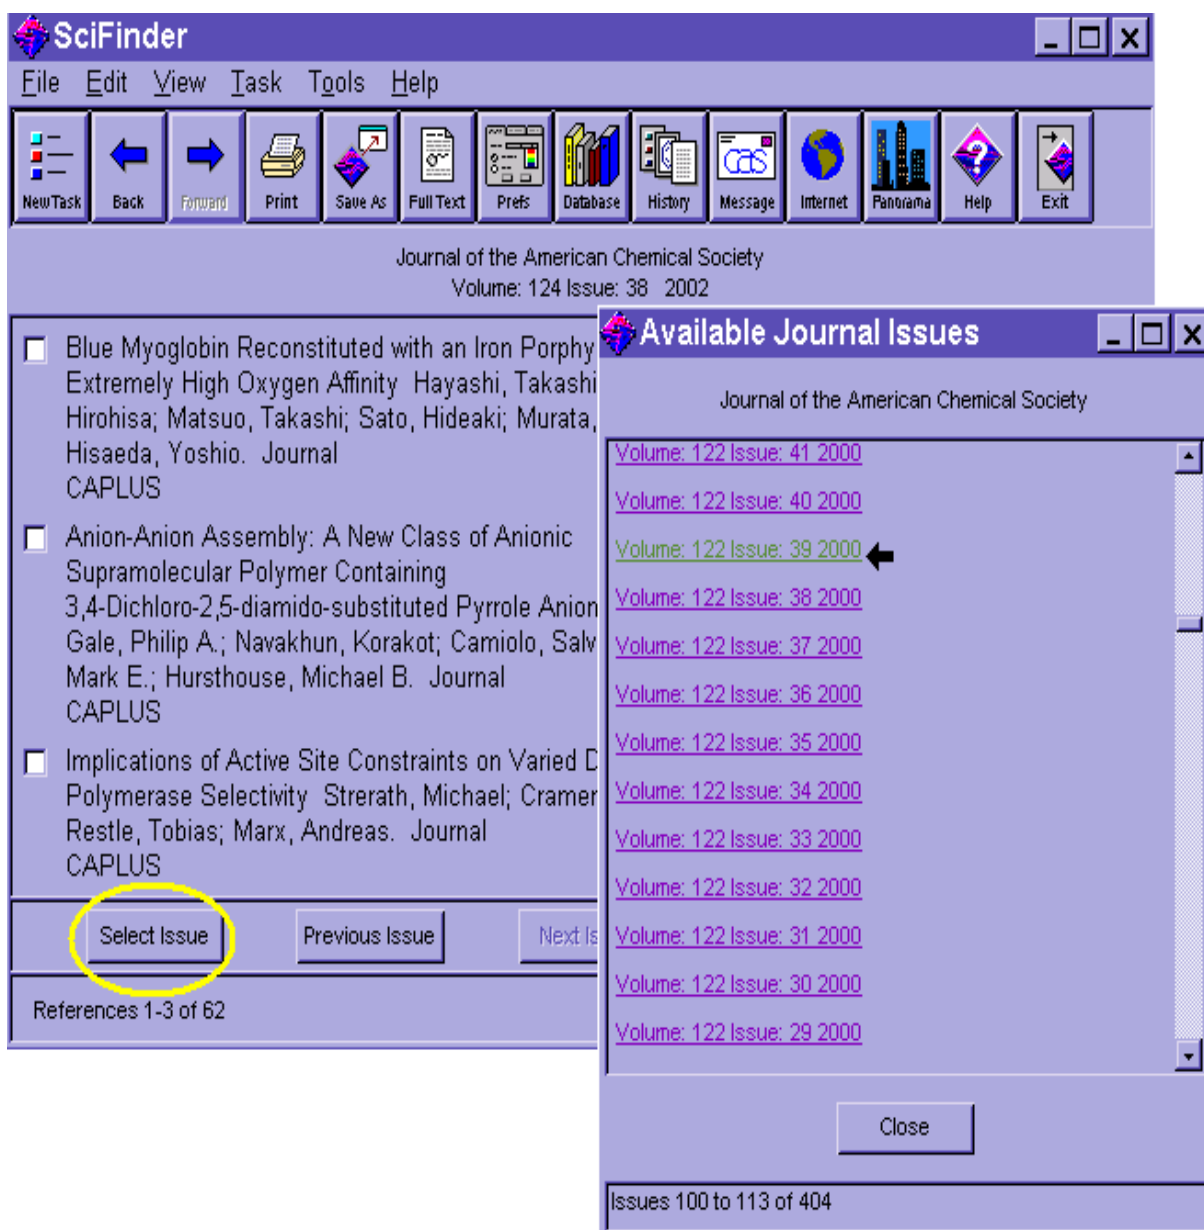 SciFinder
File Edit View Task Tools Help
New Task Back Forward Print Save As Full Text Prefs Database History Message Internet Panorama Help Exit
cas
Journal of the American Chemical Society
Volume: 124 Issue: 38 2002
Blue Myoglobin Reconstituted with an Iron Porphy
Extremely High Oxygen Affinity Hayashi, Takashi
Hirohisa; Matsuo, Takashi; Sato, Hideaki; Murata,
Hisaeda, Yoshio. Journal
CAPLUS
Anion-Anion Assembly: A New Class of Anionic
Supramolecular Polymer Containing
3,4-Dichloro-2,5-diamido-substituted Pyrrole Anion
Gale, Philip A.; Navakhun, Korakot; Camiolo, Salv
Mark E.; Hursthouse, Michael B. Journal
CAPLUS
Implications of Active Site Constraints on Varied D
Polymerase Selectivity Strerath, Michael; Cramer
Restle, Tobias; Marx, Andreas. Journal
CAPLUS
Select Issue Previous Issue Next Is
References 1-3 of 62
Available Journal Issues
Journal of the American Chemical Society
Volume: 122 Issue: 41 2000
Volume: 122 Issue: 40 2000
Volume: 122 Issue: 39 2000
Volume: 122 Issue: 38 2000
Volume: 122 Issue: 37 2000
Volume: 122 Issue: 36 2000
Volume: 122 Issue: 35 2000
Volume: 122 Issue: 34 2000
Volume: 122 Issue: 33 2000
Volume: 122 Issue: 32 2000
Volume: 122 Issue: 31 2000
Volume: 122 Issue: 30 2000
Volume: 122 Issue: 29 2000
Close
Issues 100 to 113 of 404